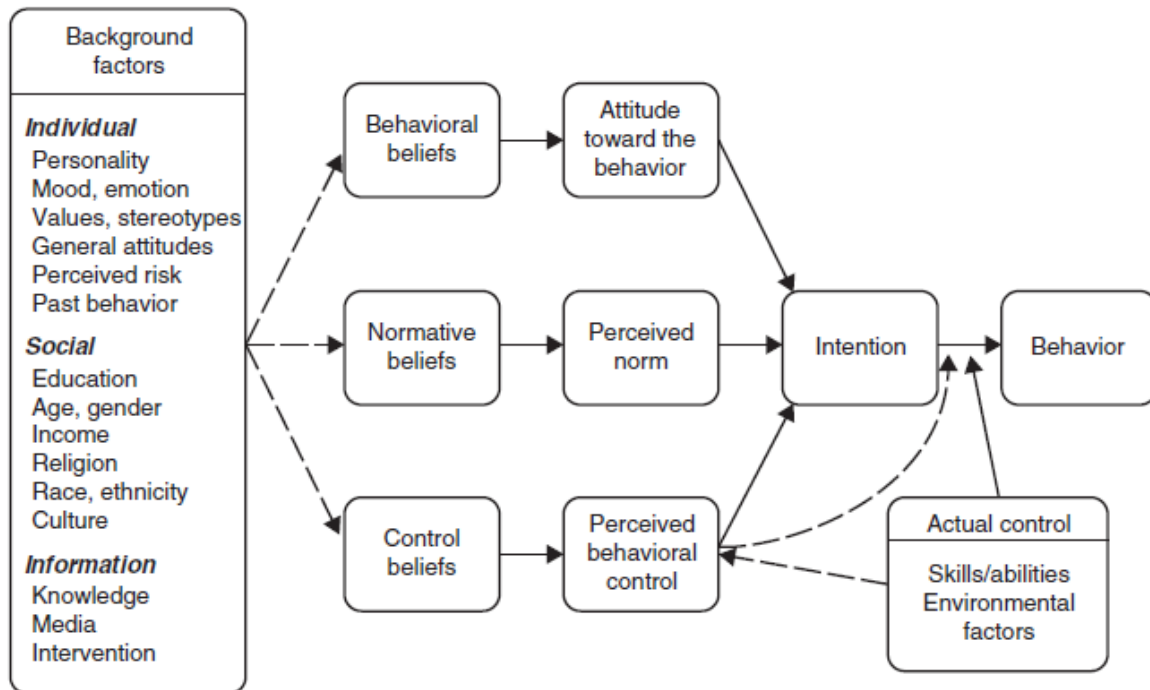 Background
factors
Individual
Personality
Mood, emotion
Values, stereotypes
General attitudes
Perceived risk
Past behavior
Social
Education
Age, gender
Income
Religion
Race, ethnicity
Culture
Information
Knowledge
Media
Intervention
Behavioral
beliefs
Attitude
toward the
behavior
Normative
beliefs
Perceived
norm
Intention
Behavior
Control
beliefs
Perceived
behavioral
control
Actual control
Skills/abilities
Environmental
factors